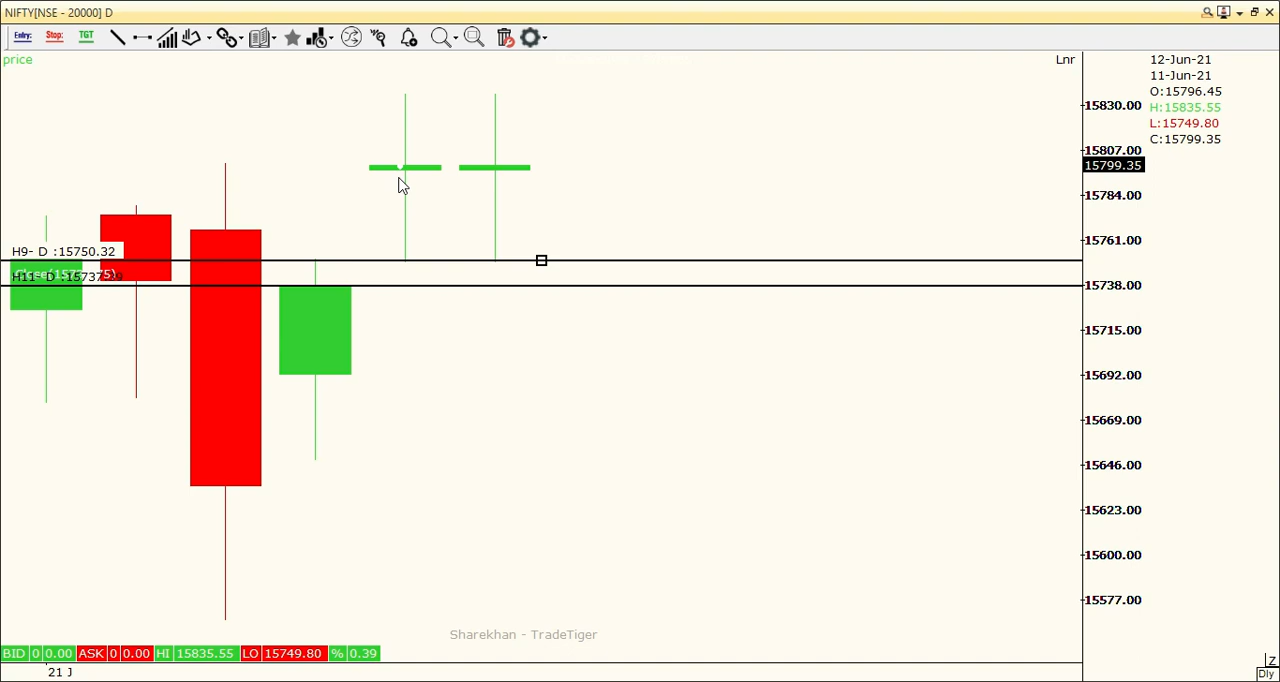 NIFTY[NSE - 20000] D
Entry: Stop: TGT
price
Lnr
12-Jun-21
11-Jun-21
O:15796.45
H:15835.55
L:15749.80
C:15799.35
15830.00
15807.00
15799.35
15784.00
15761.00
15738.00
15715.00
15692.00
15669.00
15646.00
15623.00
15600.00
15577.00
H9- D :15750.32
H11- D :15737.
Sharekhan - TradeTiger
BID 0 0.00 ASK 0 0.00 HI 15835.55 LO 15749.80 % 0.39
21 J
Z
Dly